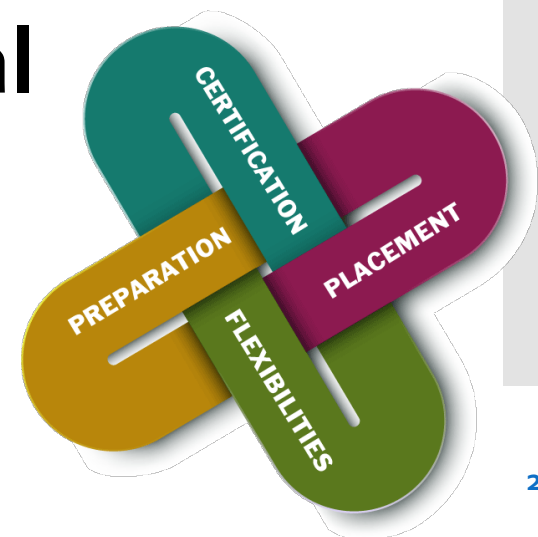 al
CERTIFICATION
PLACEMENT
PREPARATION
FLEXIBILITIES
2